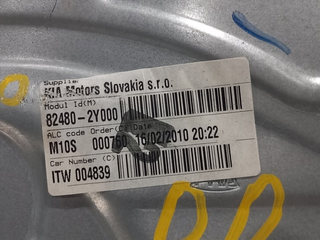 Supplier
KIA Motors Slovakia s.r.o.
Modul Id(M)
82480-2Y000
ALC code Order( Date
M10S 000760 16/02/2010 20:22
Car Number (C)
ITW 004839